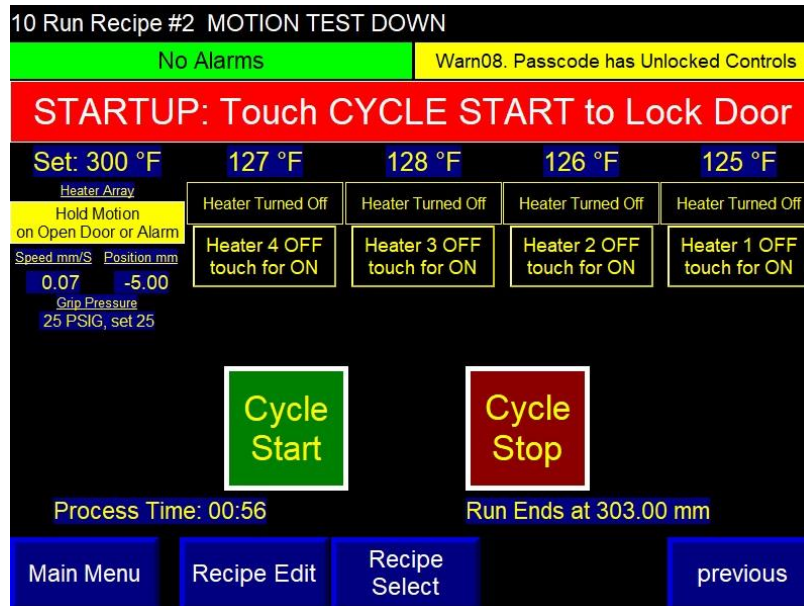 10 Run Recipe #2 MOTION TEST DOWN
No Alarms
Warn08. Passcode has Unlocked Controls
STARTUP: Touch CYCLE START to Lock Door
Set: 300 °F
127 °F
128 °F
126 °F
125 °F
Heater Array
Hold Motion
on Open Door or Alarm
Heater Turned Off
Heater Turned Off
Heater Turned Off
Heater Turned Off
Heater 4 OFF
touch for ON
Heater 3 OFF
touch for ON
Heater 2 OFF
touch for ON
Heater 1 OFF
touch for ON
Speed mm/S
Position mm
0.07
-5.00
Grip Pressure
25 PSIG, set 25
Cycle
Start
Cycle
Stop
Process Time: 00:56
Run Ends at 303.00 mm
Main Menu
Recipe Edit
Recipe
Select
previous